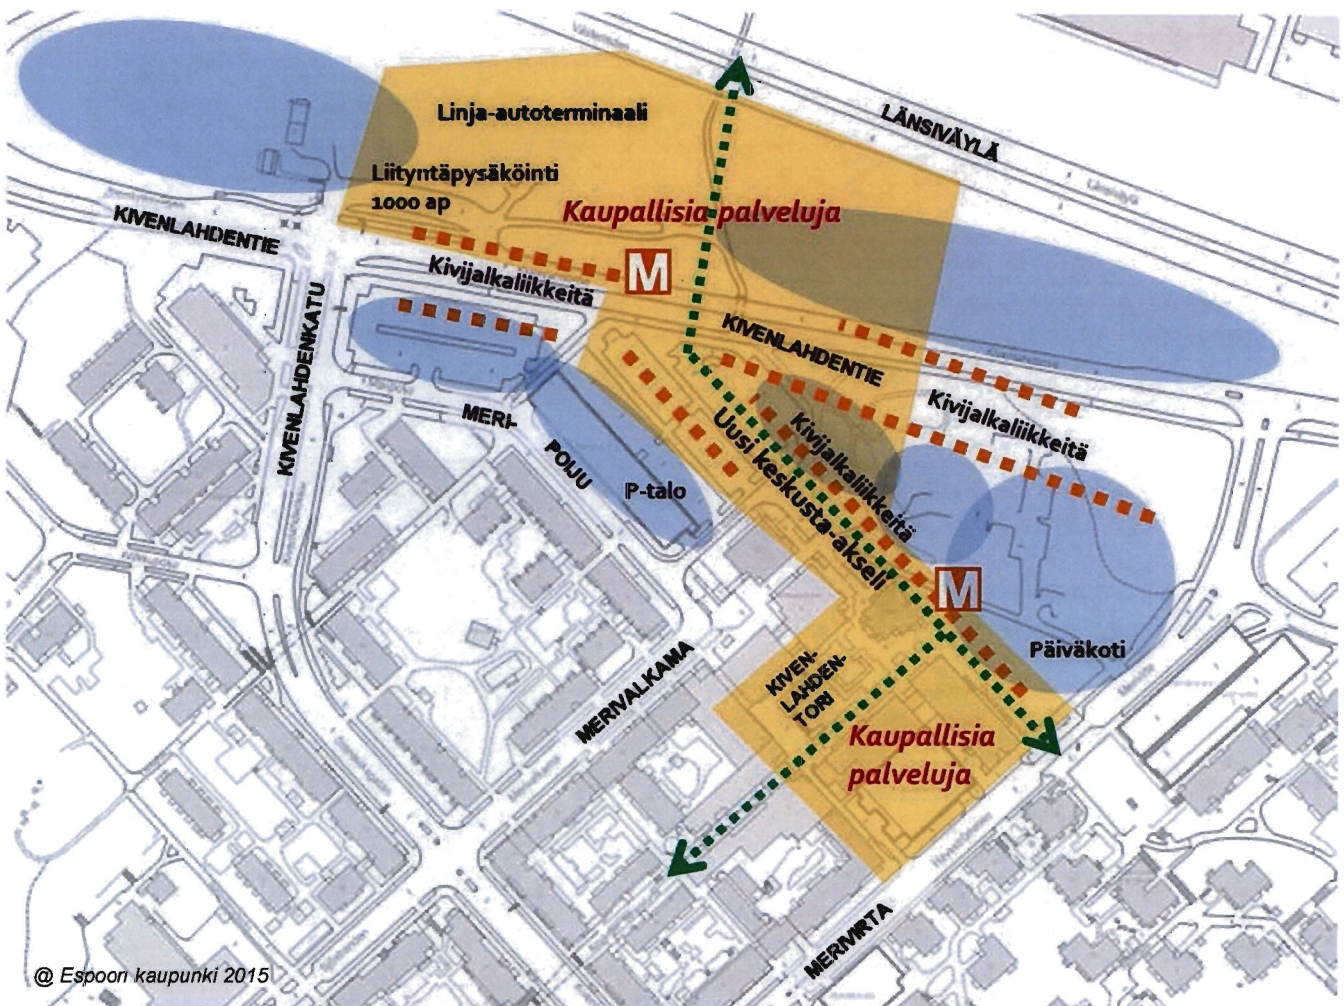 LÄNSIVÄYLÄ
Linja-autoterminaali
Liityntäpysäköinti
1000 ap
Kaupallisia palveluja
KIVENLAHDENTIE
M
Kivijalkaliikkeitä
KIVENLAHDENKATU
KIVENLAHDENTIE
Kivijalkaliikkeitä
MERI-
POIJU
P-talo
Kivijalkaliikkeitä
Uusi keskusta-akseli
M
Päiväkoti
MERIVALKAMA
KIVEN-
LAHDEN-
TORI
Kaupallisia
palveluja
MERIVIRTA
@ Espoon kaupunki 2015